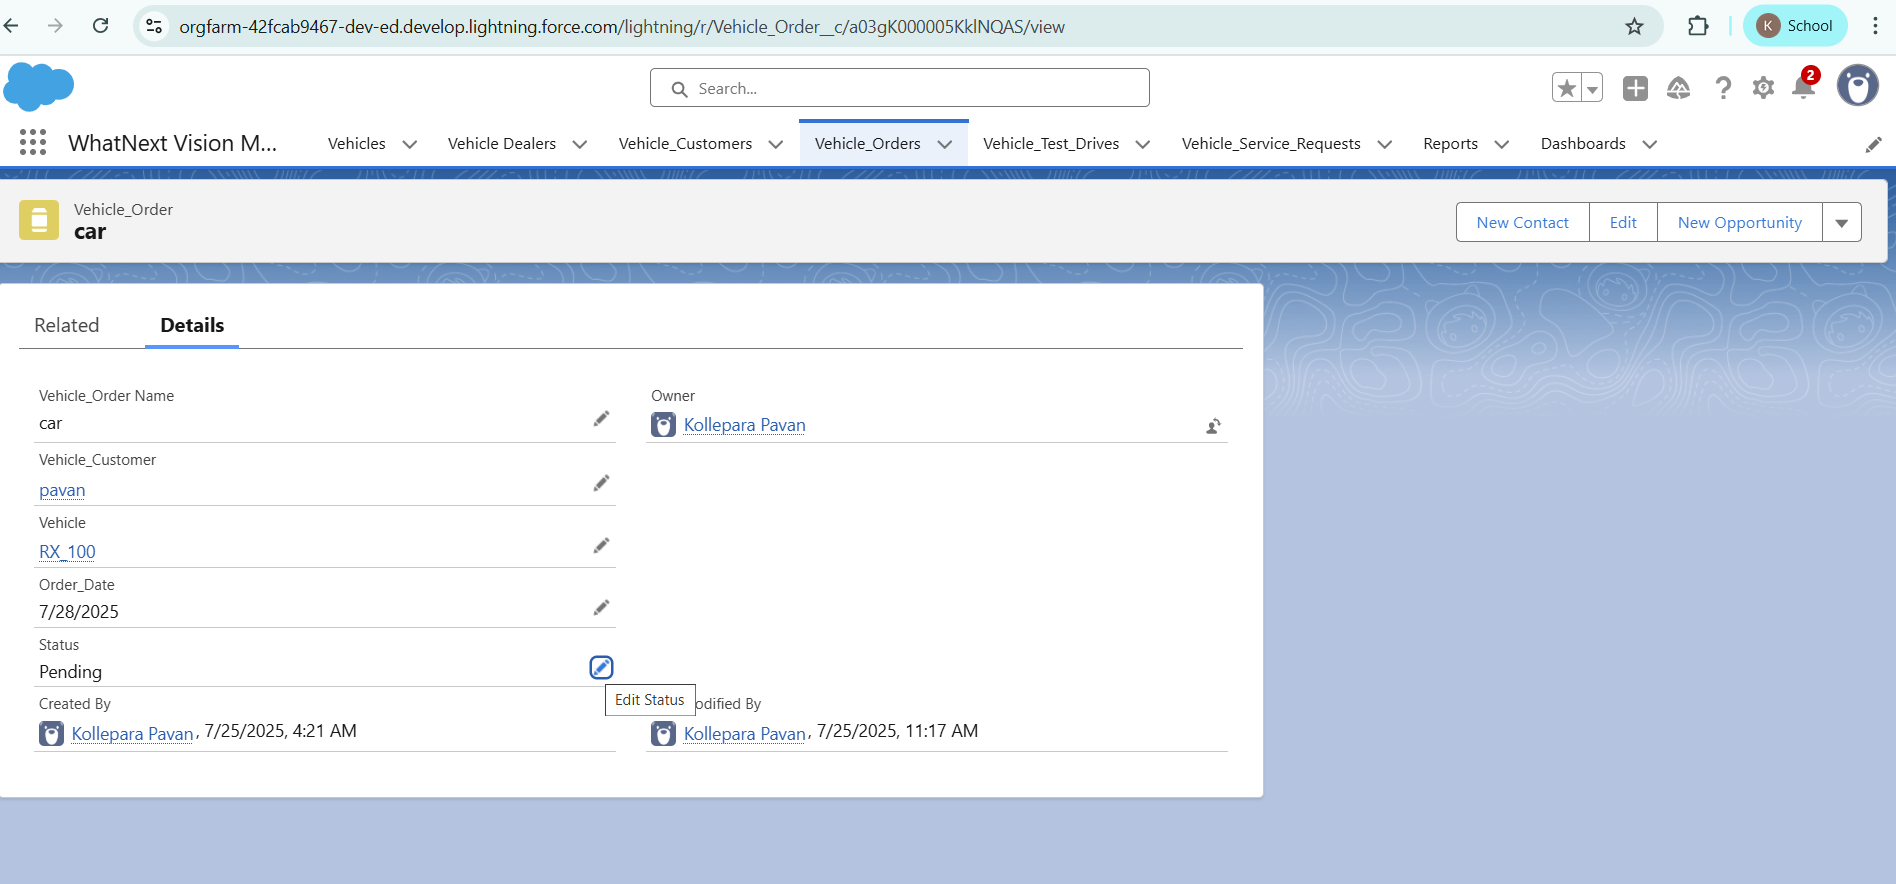 orgfarm-42fcab9467-dev-ed.develop.lightning.force.com/lightning/r/Vehicle_Order__c/a03gK000005KklNQAS/view
K School
Search...
2
WhatNext Vision M...
Vehicles
Vehicle Dealers
Vehicle_Customers
Vehicle_Orders
Vehicle_Test_Drives
Vehicle_Service_Requests
Reports
Dashboards
Vehicle_Order
car
New Contact
Edit
New Opportunity
Related
Details
Vehicle_Order Name
car
Owner
Kollepara Pavan
Vehicle_Customer
pavan
Vehicle
RX_100
Order_Date
7/28/2025
Status
Pending
Edit Status
Created By
Kollepara Pavan, 7/25/2025, 4:21 AM
odified By
Kollepara Pavan, 7/25/2025, 11:17 AM